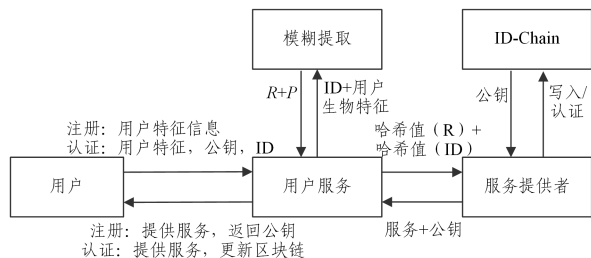 模糊提取
ID-Chain
R+P
ID+用户
生物特征
公钥
写入/
认证
注册：用户特征信息
认证：用户特征，公钥，ID
哈希值（R）+
哈希值（ID）
用户
用户服务
服务提供者
注册：提供服务，返回公钥
认证：提供服务，更新区块链
服务+公钥